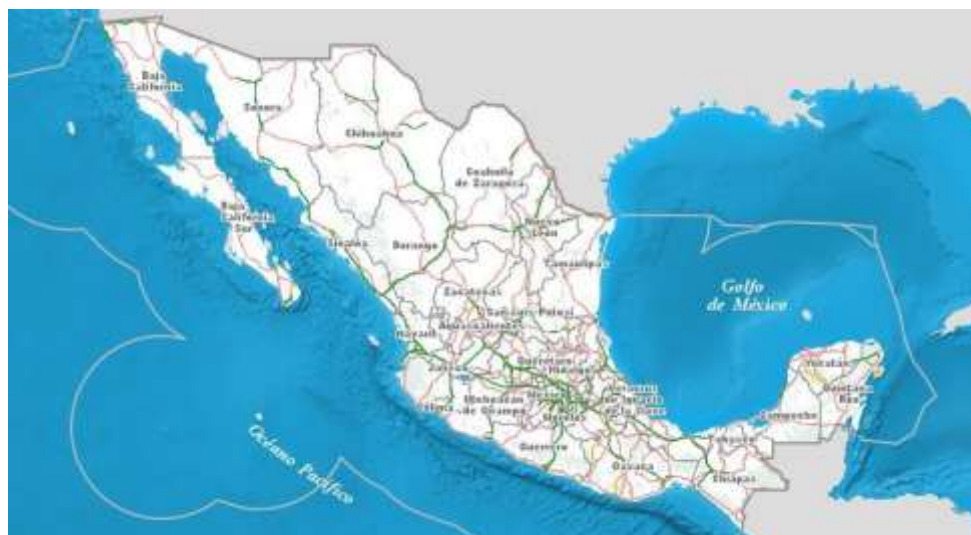 Baja
California
Sonora
Chihuahua
Coahuila
de Zaragoza
Baja
California
Sur
Nuevo
León
Sinaloa
Durango
Tamaulipas
Golfo
de México
Zacatecas
San Luis Potosí
Aguascalientes
Nayarit
Querétaro
Hidalgo
Yucatán
Jalisco
Quintana
Roo
México
Veracruz
de Ignacio
de la Llave
Colima
Michoacán
de Ocampo
Morelos
Campeche
Tabasco
Guerrero
Oaxaca
Chiapas
Océano Pacífico